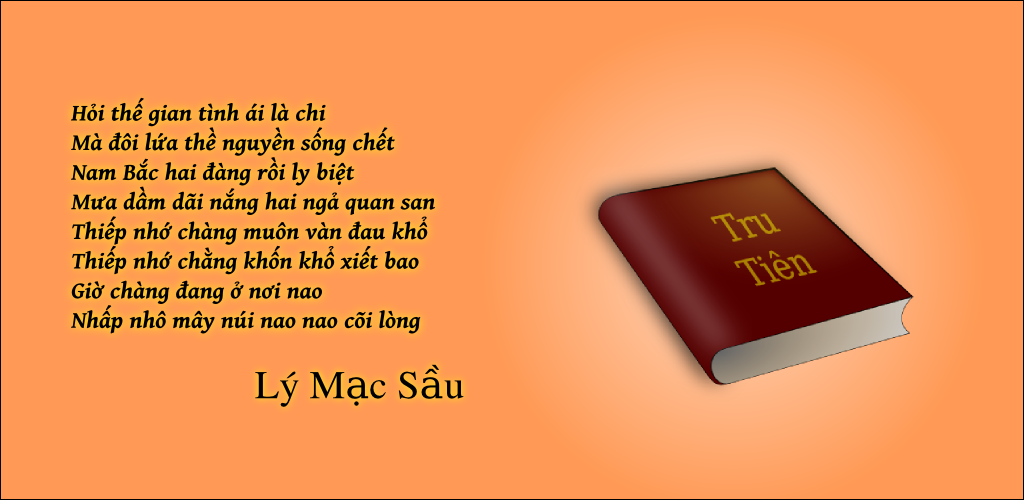 Hỏi thế gian tình ái là chi
Mà đôi lứa thề nguyền sống chết
Nam Bắc hai đàng rồi ly biệt
Mưa dầm dãi nắng hai ngả quan san
Thiếp nhớ chàng muôn vàn đau khổ
Thiếp nhớ chằng khốn khổ xiết bao
Giờ chàng đang ở nơi nao
Nhấp nhô mây núi nao nao cõi lòng
Lý Mạc Sầu
Tru
Tiên